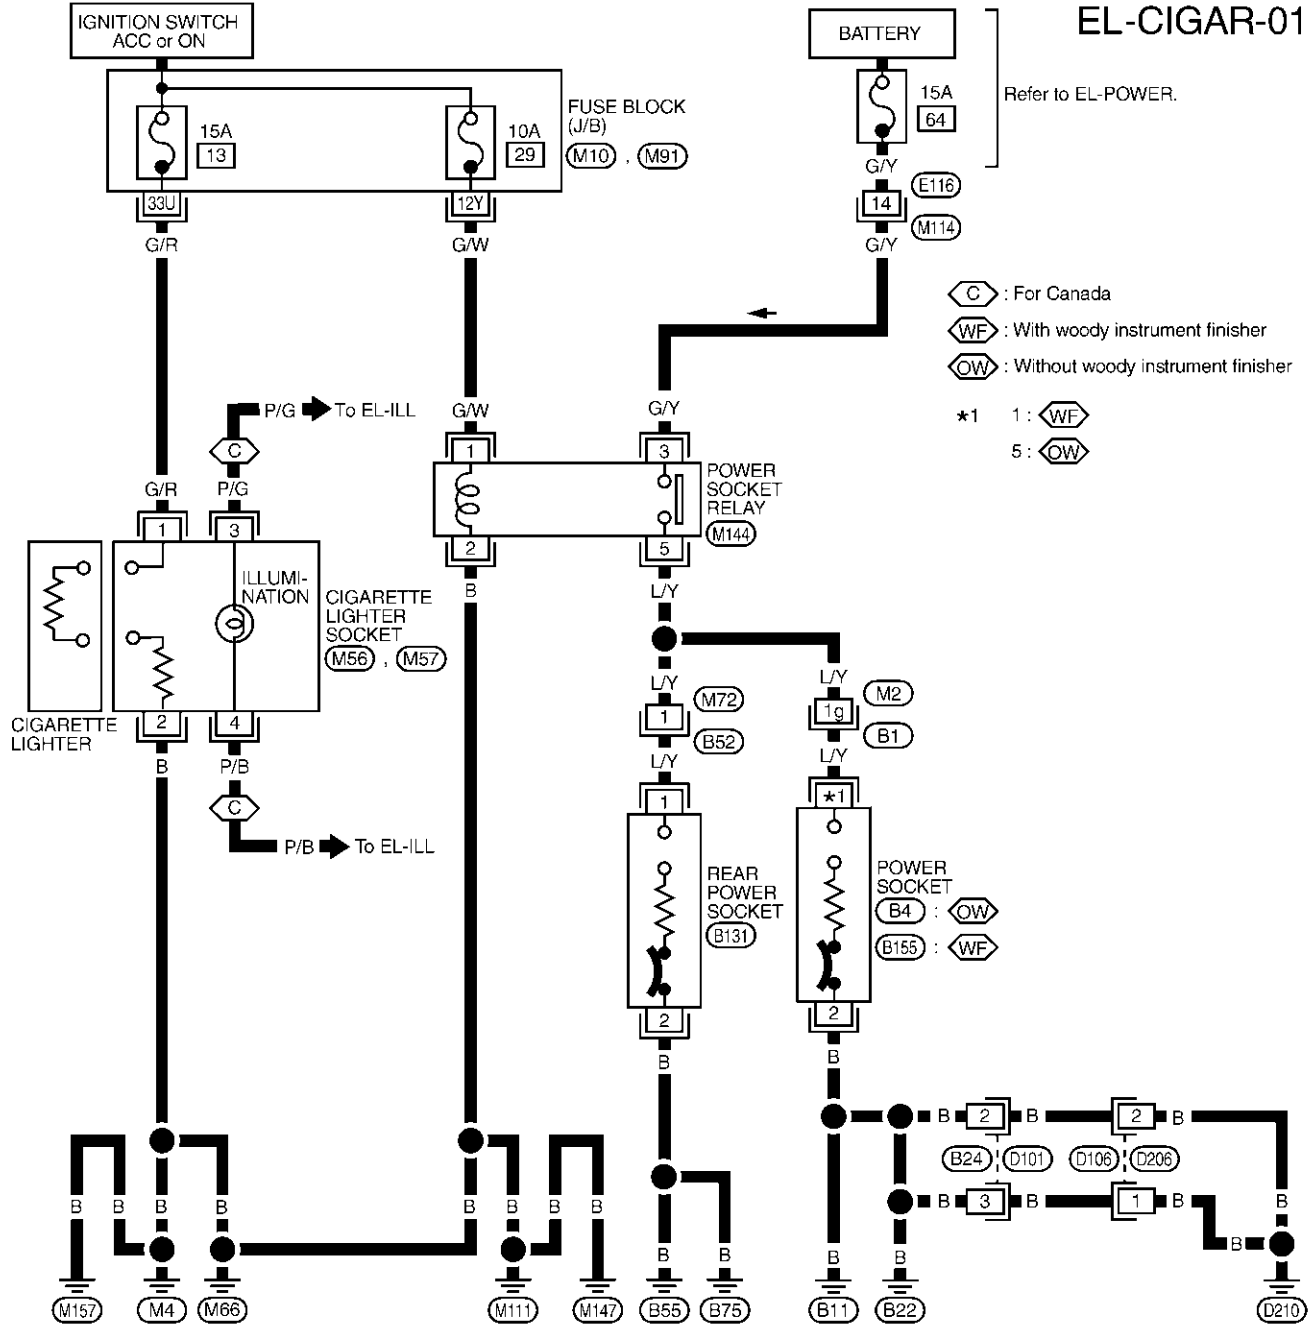 EL-CIGAR-01
IGNITION SWITCH
ACC or ON
BATTERY
15A
13
10A
29
FUSE BLOCK
(J/B)
M10 , M91
15A
64
Refer to EL-POWER.
33U
12Y
G/Y
E116
14
M114
G/R
G/W
G/Y
C : For Canada
WF : With woody instrument finisher
OW : Without woody instrument finisher
★1 1 : WF
5 : OW
P/G To EL-ILL
C
G/W
G/Y
G/R
P/G
1
3
1
3
POWER
SOCKET
RELAY
M144
2
5
B
L/Y
ILLUMI-
NATION
CIGARETTE
LIGHTER
SOCKET
M56 , M57
CIGARETTE
LIGHTER
2
4
B
P/B
C
P/B To EL-ILL
L/Y
M72
1
B52
L/Y
L/Y
M2
1g
B1
L/Y
1
★1
REAR
POWER
SOCKET
B131
POWER
SOCKET
B4 : OW
B155 : WF
2
2
B
B
B 2 B 2 B
B24 D101 D106 D206
B 3 B 1 B
B B B B B B B B
B
B
B B B B
M157 M4 M66 M111 M147 B55 B75 B11 B22 D210